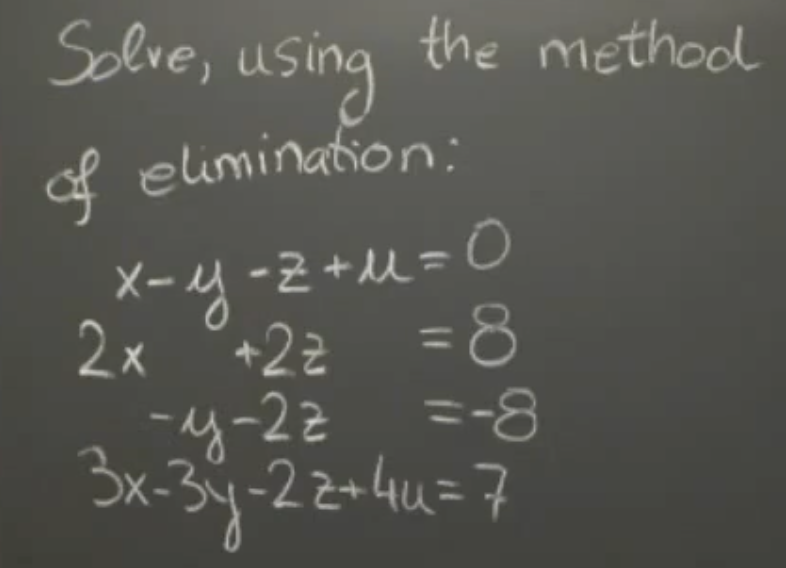 Solve, using the method
of elimination:
x-y-z+u=0
2x +2z =8
-y-2z =-8
3x-3y-2z+4u=7